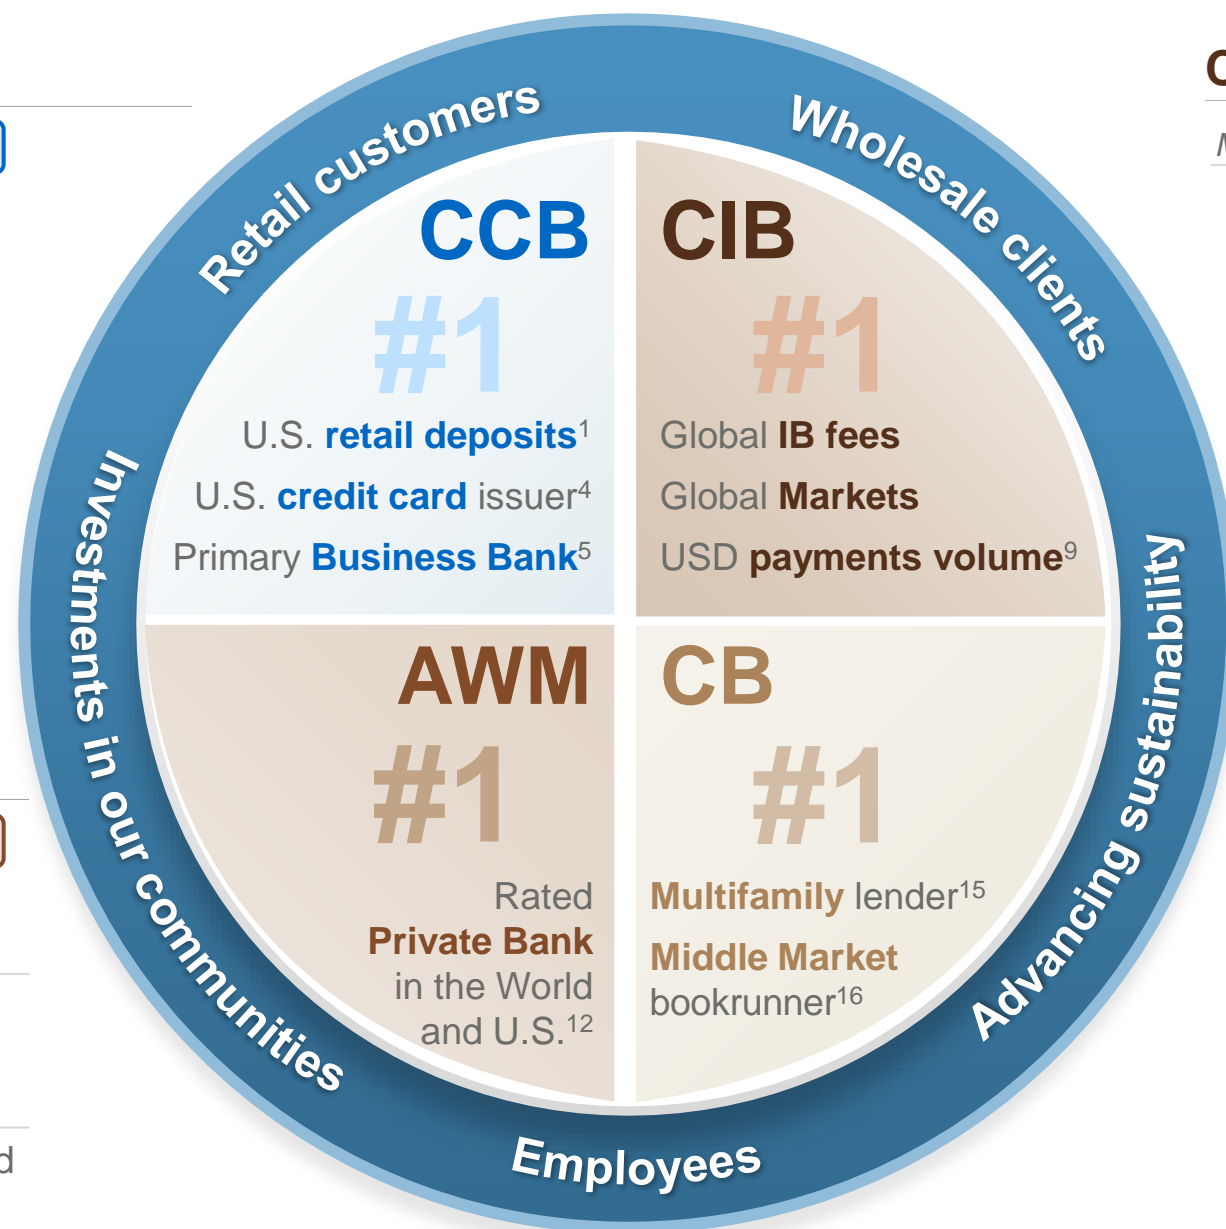 Retail customers
Wholesale clients
CCB
#1
U.S. retail deposits¹
U.S. credit card issuer⁴
Primary Business Bank⁵
CIB
#1
Global IB fees
Global Markets
USD payments volume⁹
AWM
#1
Rated
Private Bank
in the World
and U.S.¹²
CB
#1
Multifamily lender¹⁵
Middle Market
bookrunner¹⁶
Investments in our communities
Advancing sustainability
Employees